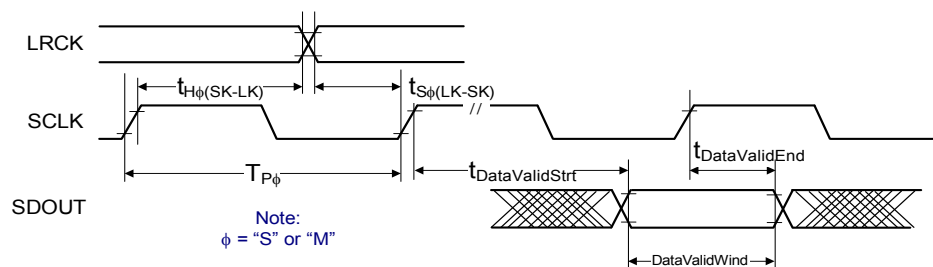 LRCK
tHϕ(SK-LK)
tSϕ(LK-SK)
SCLK
//
tDataValidEnd
TPϕ
tDataValidStrt
SDOUT
Note:
ϕ = “S” or “M”
DataValidWind